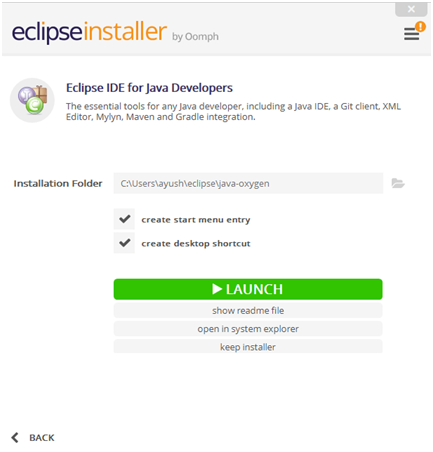 eclipseinstaller by Oomph
!
Eclipse IDE for Java Developers
The essential tools for any Java developer, including a Java IDE, a Git client, XML
Editor, Mylyn, Maven and Gradle integration.
Installation Folder C:\Users\ayush\eclipse\java-oxygen
create start menu entry
create desktop shortcut
LAUNCH
show readme file
open in system explorer
keep installer
BACK